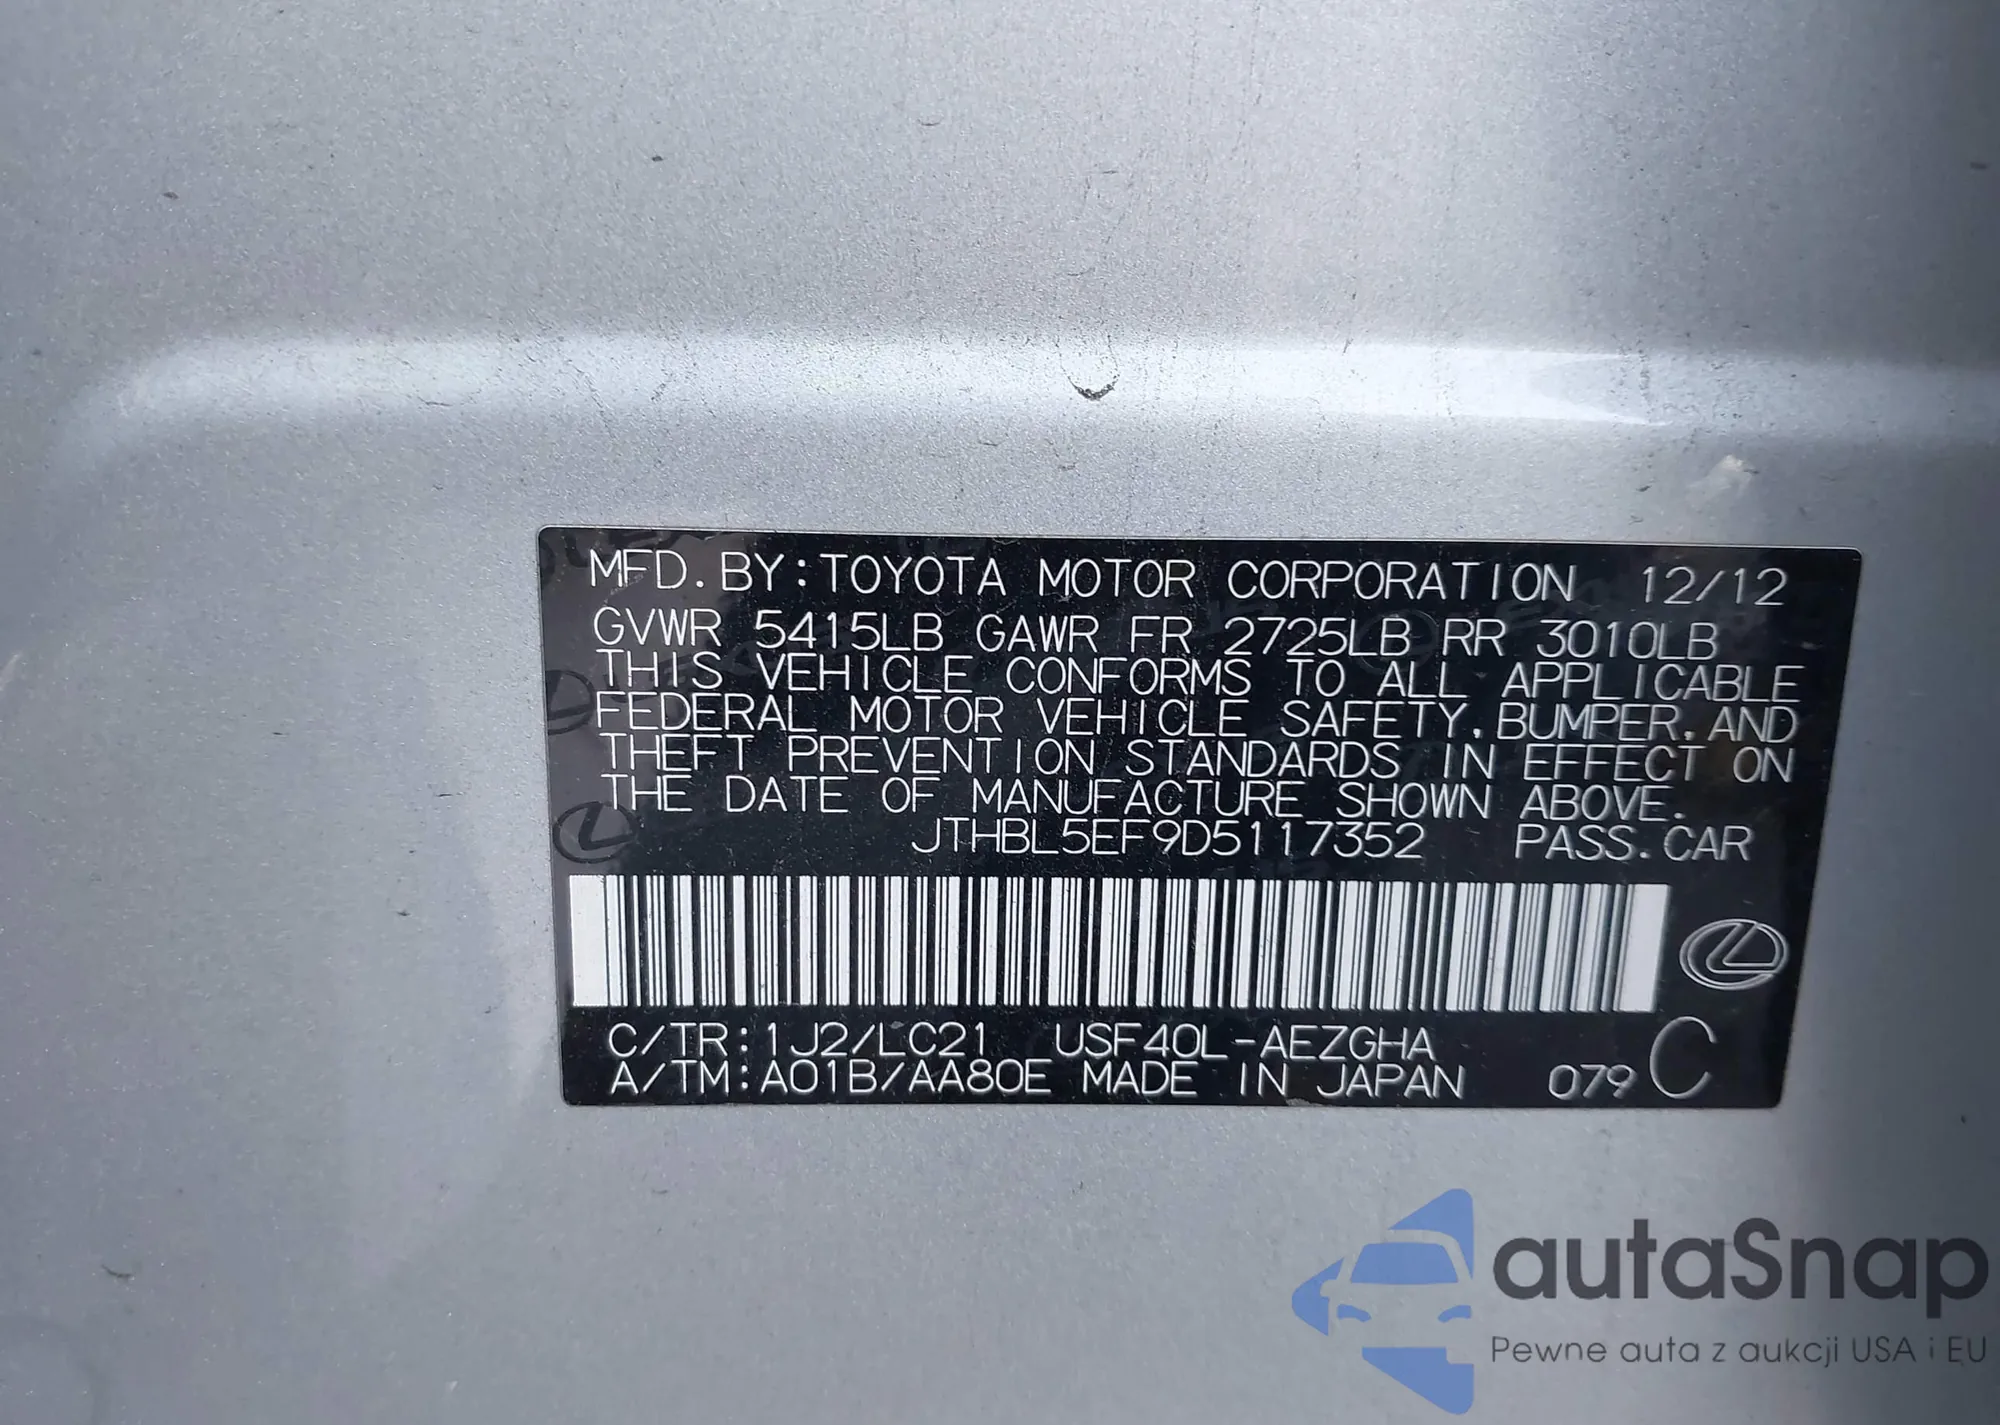 MFD. BY:TOYOTA MOTOR CORPORATION 12/12
GVWR 5415LB GAWR FR 2725LB RR 3010LB
THIS VEHICLE CONFORMS TO ALL APPLICABLE
FEDERAL MOTOR VEHICLE SAFETY, BUMPER, AND
THEFT PREVENTION STANDARDS IN EFFECT ON
THE DATE OF MANUFACTURE SHOWN ABOVE.
JTHBL5EF9D5117352 PASS. CAR
C/TR:1J2/LC21 USF40L-AEZGHA
A/TM:A01B/AA80E MADE IN JAPAN 079 C
autaSnap
Pewne auta z aukcji USA i EU